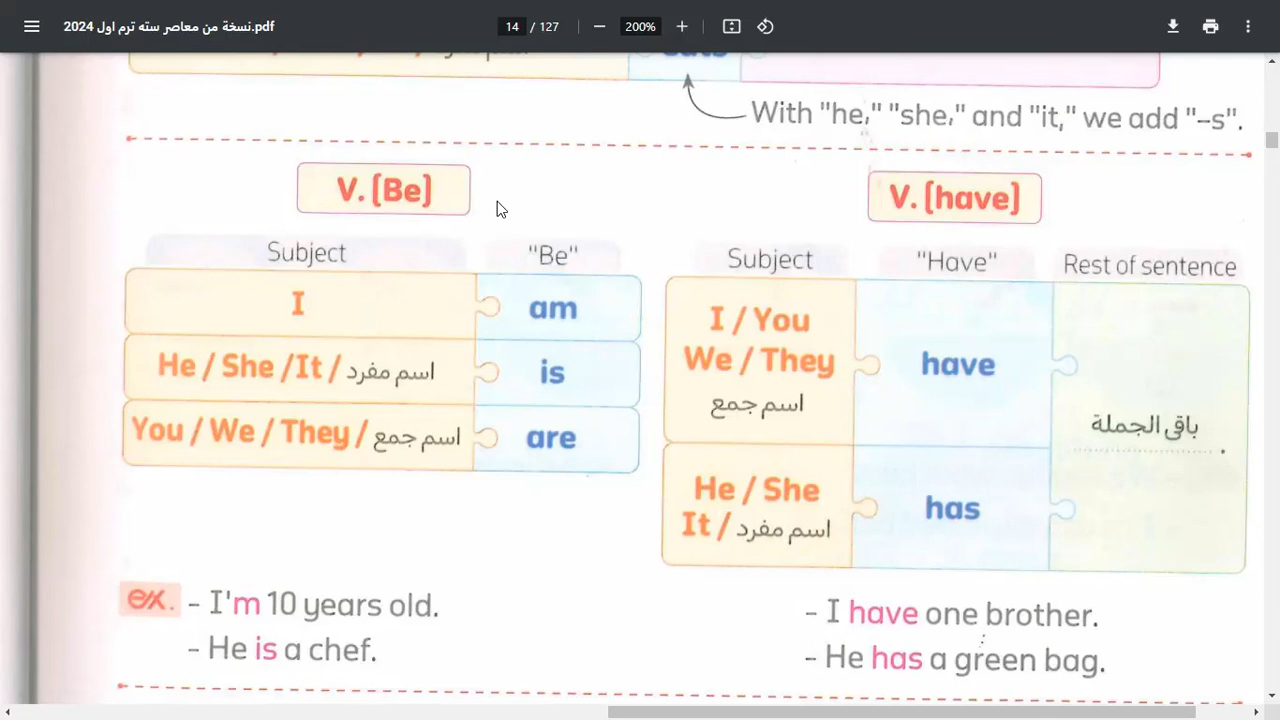 نسخة من معاصر سته ترم اول 2024.pdf
14 / 127
200%
With "he," "she," and "it," we add "–s".
V. (Be)
Subject "Be"
I am
He / She /It / اسم مفرد is
You / We / They / اسم جمع are
V. (have)
Subject "Have" Rest of sentence
I / You
We / They have
اسم جمع
باقى الجملة .
He / She
It / اسم مفرد has
ex. - I'm 10 years old.
- He is a chef.
- I have one brother.
- He has a green bag.